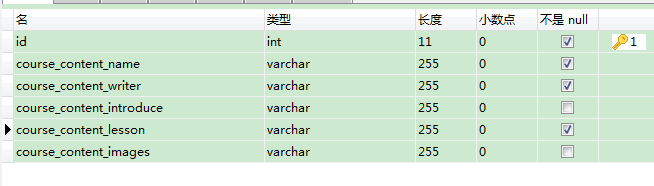 名 类型 长度 小数点 不是 null
id int 11 0 1
course_content_name varchar 255 0
course_content_writer varchar 255 0
course_content_introduce varchar 255 0
course_content_lesson varchar 255 0
course_content_images varchar 255 0